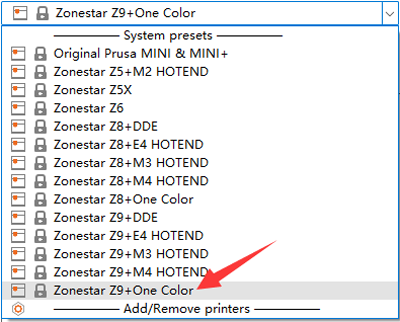 Zonestar Z9+One Color
System presets
Original Prusa MINI & MINI+
Zonestar Z5+M2 HOTEND
Zonestar Z5X
Zonestar Z6
Zonestar Z8+DDE
Zonestar Z8+E4 HOTEND
Zonestar Z8+M3 HOTEND
Zonestar Z8+M4 HOTEND
Zonestar Z8+One Color
Zonestar Z9+DDE
Zonestar Z9+E4 HOTEND
Zonestar Z9+M3 HOTEND
Zonestar Z9+M4 HOTEND
Zonestar Z9+One Color
Add/Remove printers